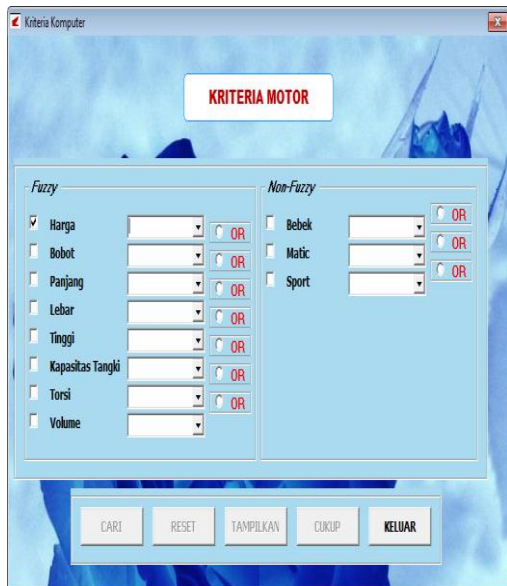 Kriteria Komputer
KRITERIA MOTOR
Fuzzy
Harga
OR
Bobot
OR
Panjang
OR
Lebar
OR
Tinggi
OR
Kapasitas Tangki
OR
Torsi
OR
Volume
Non-Fuzzy
Bebek
OR
Matic
OR
Sport
OR
CARI RESET TAMPILKAN CUKUP KELUAR